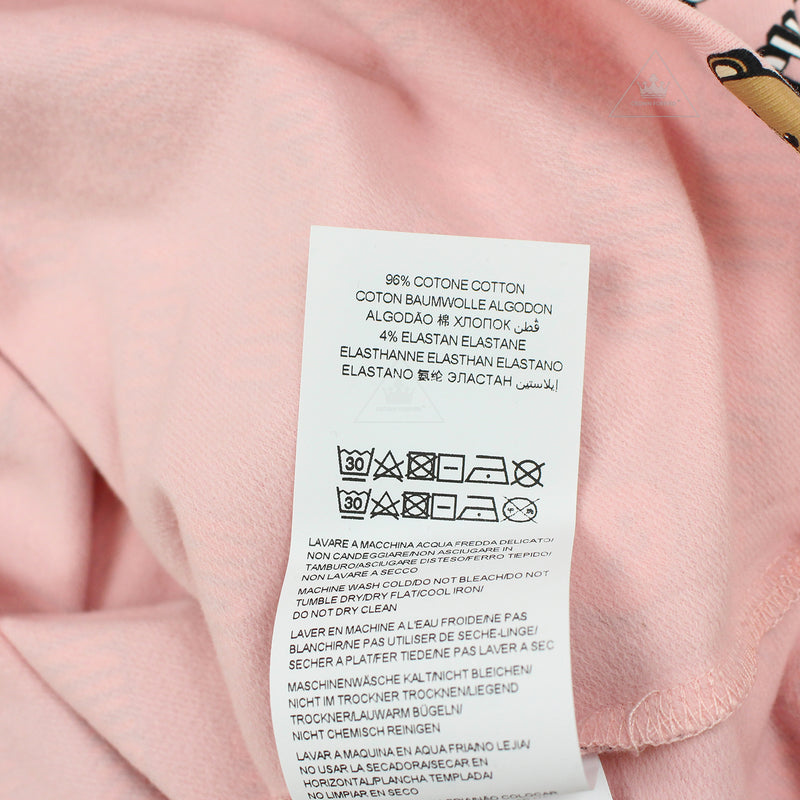 96% COTONE COTTON
COTON BAUMWOLLE ALGODON
ALGODÃO 棉 ХЛОПОК قطن
4% ELASTAN ELASTANE
ELASTHANNE ELASTHAN ELASTANO
ELASTANO 氨纶 ЭЛАСТАН إيلاستين
30
30
LAVARE A MACCHINA ACQUA FREDDA DELICATO/
NON CANDEGGIARE/NON ASCIUGARE IN
TAMBURO/ASCIUGARE DISTESO/FERRO TIEPIDO/
NON LAVARE A SECCO
MACHINE WASH COLD/DO NOT BLEACH/DO NOT
TUMBLE DRY/DRY FLAT/COOL IRON/
DO NOT DRY CLEAN
LAVER EN MACHINE A L'EAU FROIDE/NE PAS
BLANCHIR/NE PAS UTILISER DE SECHE-LINGE/
SECHER A PLAT/FER TIEDE/NE PAS LAVER A SEC
MASCHINENWÄSCHE KALT/NICHT BLEICHEN/
NICHT IM TROCKNER TROCKNEN/LIEGEND
TROCKNER/LAUWARM BÜGELN/
NICHT CHEMISCH REINIGEN
LAVAR A MAQUINA EN AQUA FRIA/NO LEJIA/
NO USAR LA SECADORA/SECAR EN
HORIZONTAL/PLANCHA TEMPLADA/
NO LIMPIAR EN SECO